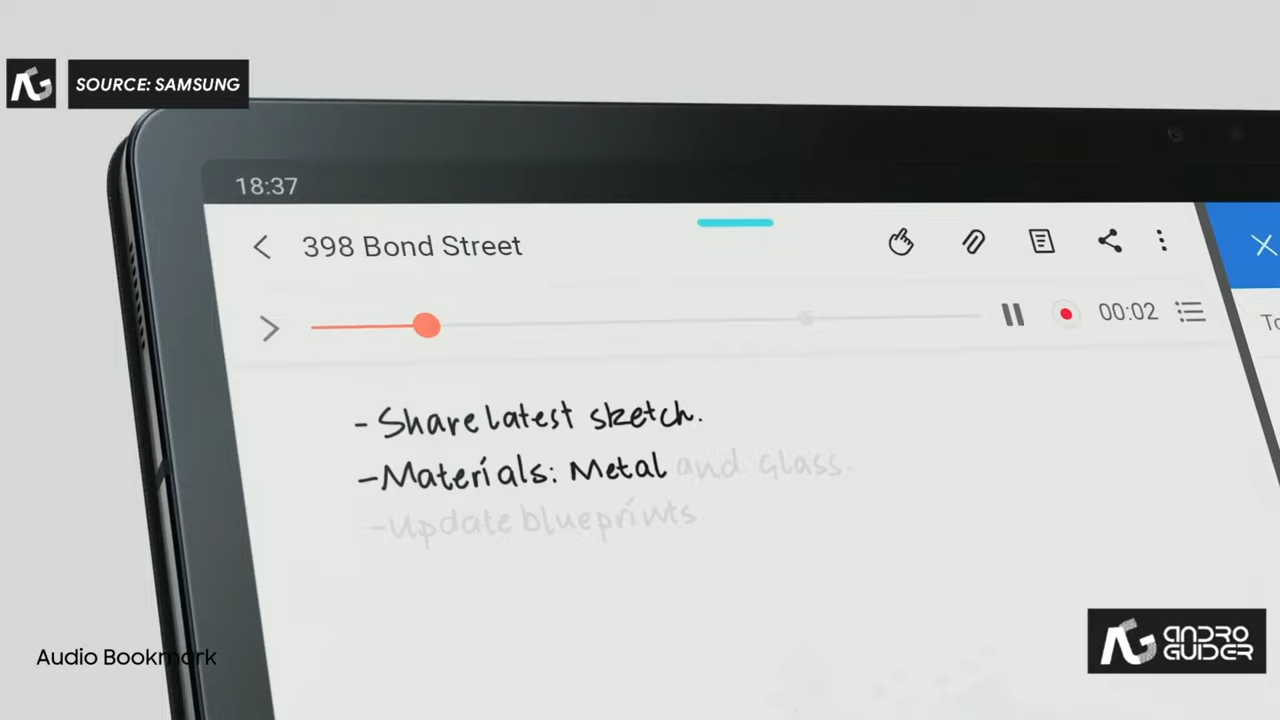 SOURCE: SAMSUNG
18:37
398 Bond Street
00:02
- Share latest sketch.
- Materials: Metal and Glass.
- Update blueprints
Audio Bookmark
ANDRO
GUIDER